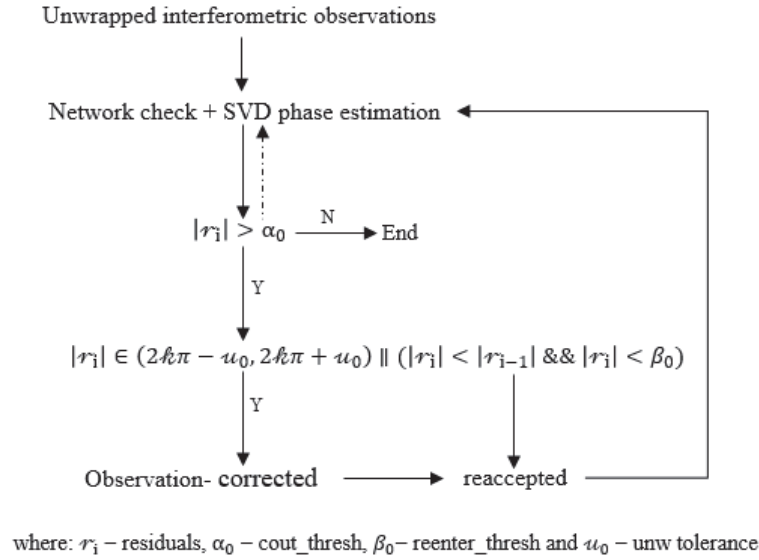 Unwrapped interferometric observations
Network check + SVD phase estimation
|𝓇ᵢ| > α₀
N
End
Y
|𝓇ᵢ| ∈ (2𝓀π − 𝓊₀, 2𝓀π + 𝓊₀) ∥ (|𝓇ᵢ| < |𝓇ᵢ₋₁| && |𝓇ᵢ| < β₀)
Y
Observation- corrected
reaccepted
where: 𝓇ᵢ – residuals, α₀ – cout_thresh, β₀– reenter_thresh and 𝓊₀ – unw tolerance